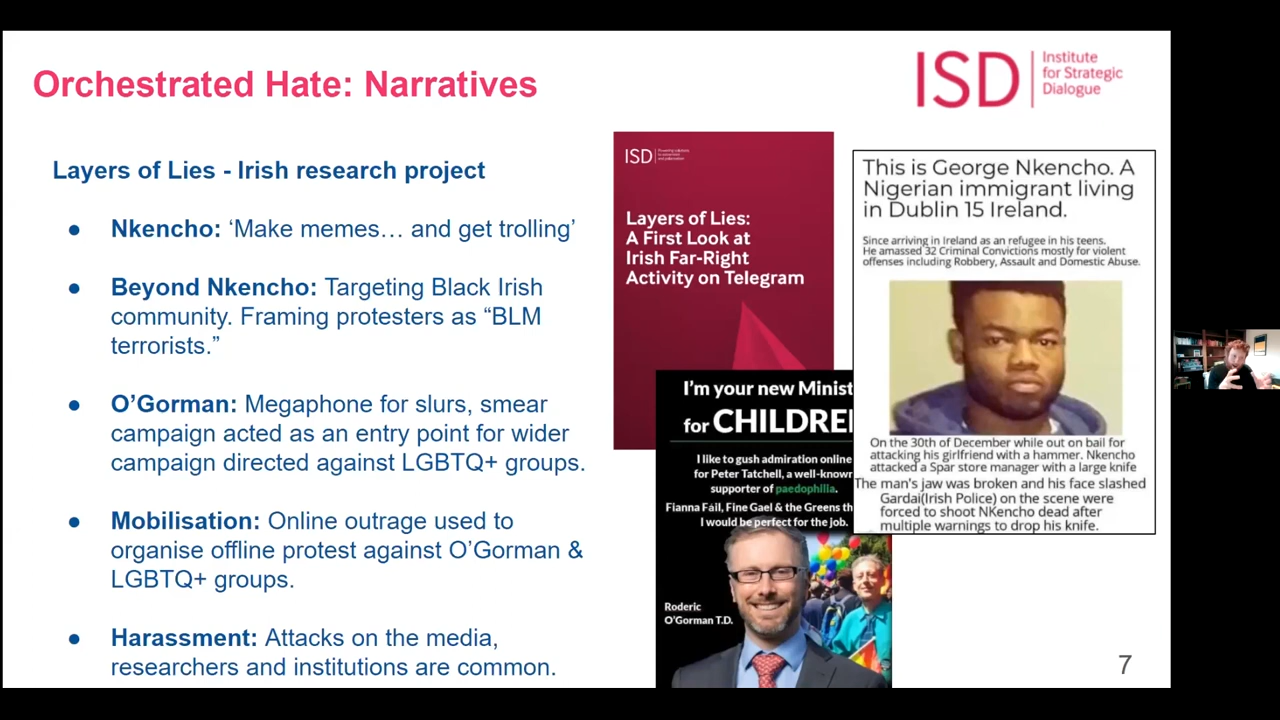 Orchestrated Hate: Narratives
ISD
Institute
for Strategic
Dialogue
Layers of Lies - Irish research project
● Nkencho: ‘Make memes… and get trolling’
● Beyond Nkencho: Targeting Black Irish
community. Framing protesters as “BLM
terrorists.”
● O’Gorman: Megaphone for slurs, smear
campaign acted as an entry point for wider
campaign directed against LGBTQ+ groups.
● Mobilisation: Online outrage used to
organise offline protest against O’Gorman &
LGBTQ+ groups.
● Harassment: Attacks on the media,
researchers and institutions are common.
ISD
Layers of Lies:
A First Look at
Irish Far-Right
Activity on Telegram
I’m your new Minist
for CHILDRE
I like to gush admiration online
for Peter Tatchell, a well-known
supporter of paedophilia.
Fianna Fáil, Fine Gael & the Greens th
I would be perfect for the job.
Roderic
O’Gorman T.D.
This is George Nkencho. A
Nigerian immigrant living
in Dublin 15 Ireland.
Since arriving in Ireland as an refugee in his teens.
He amassed 32 Criminal Convictions mostly for violent
offenses including Robbery, Assault and Domestic Abuse.
On the 30th of December while out on bail for
attacking his girlfriend with a hammer. Nkencho
attacked a Spar store manager with a large knife
The man's jaw was broken and his face slashed
Gardai(Irish Police) on the scene were
forced to shoot NKencho dead after
multiple warnings to drop his knife.
7